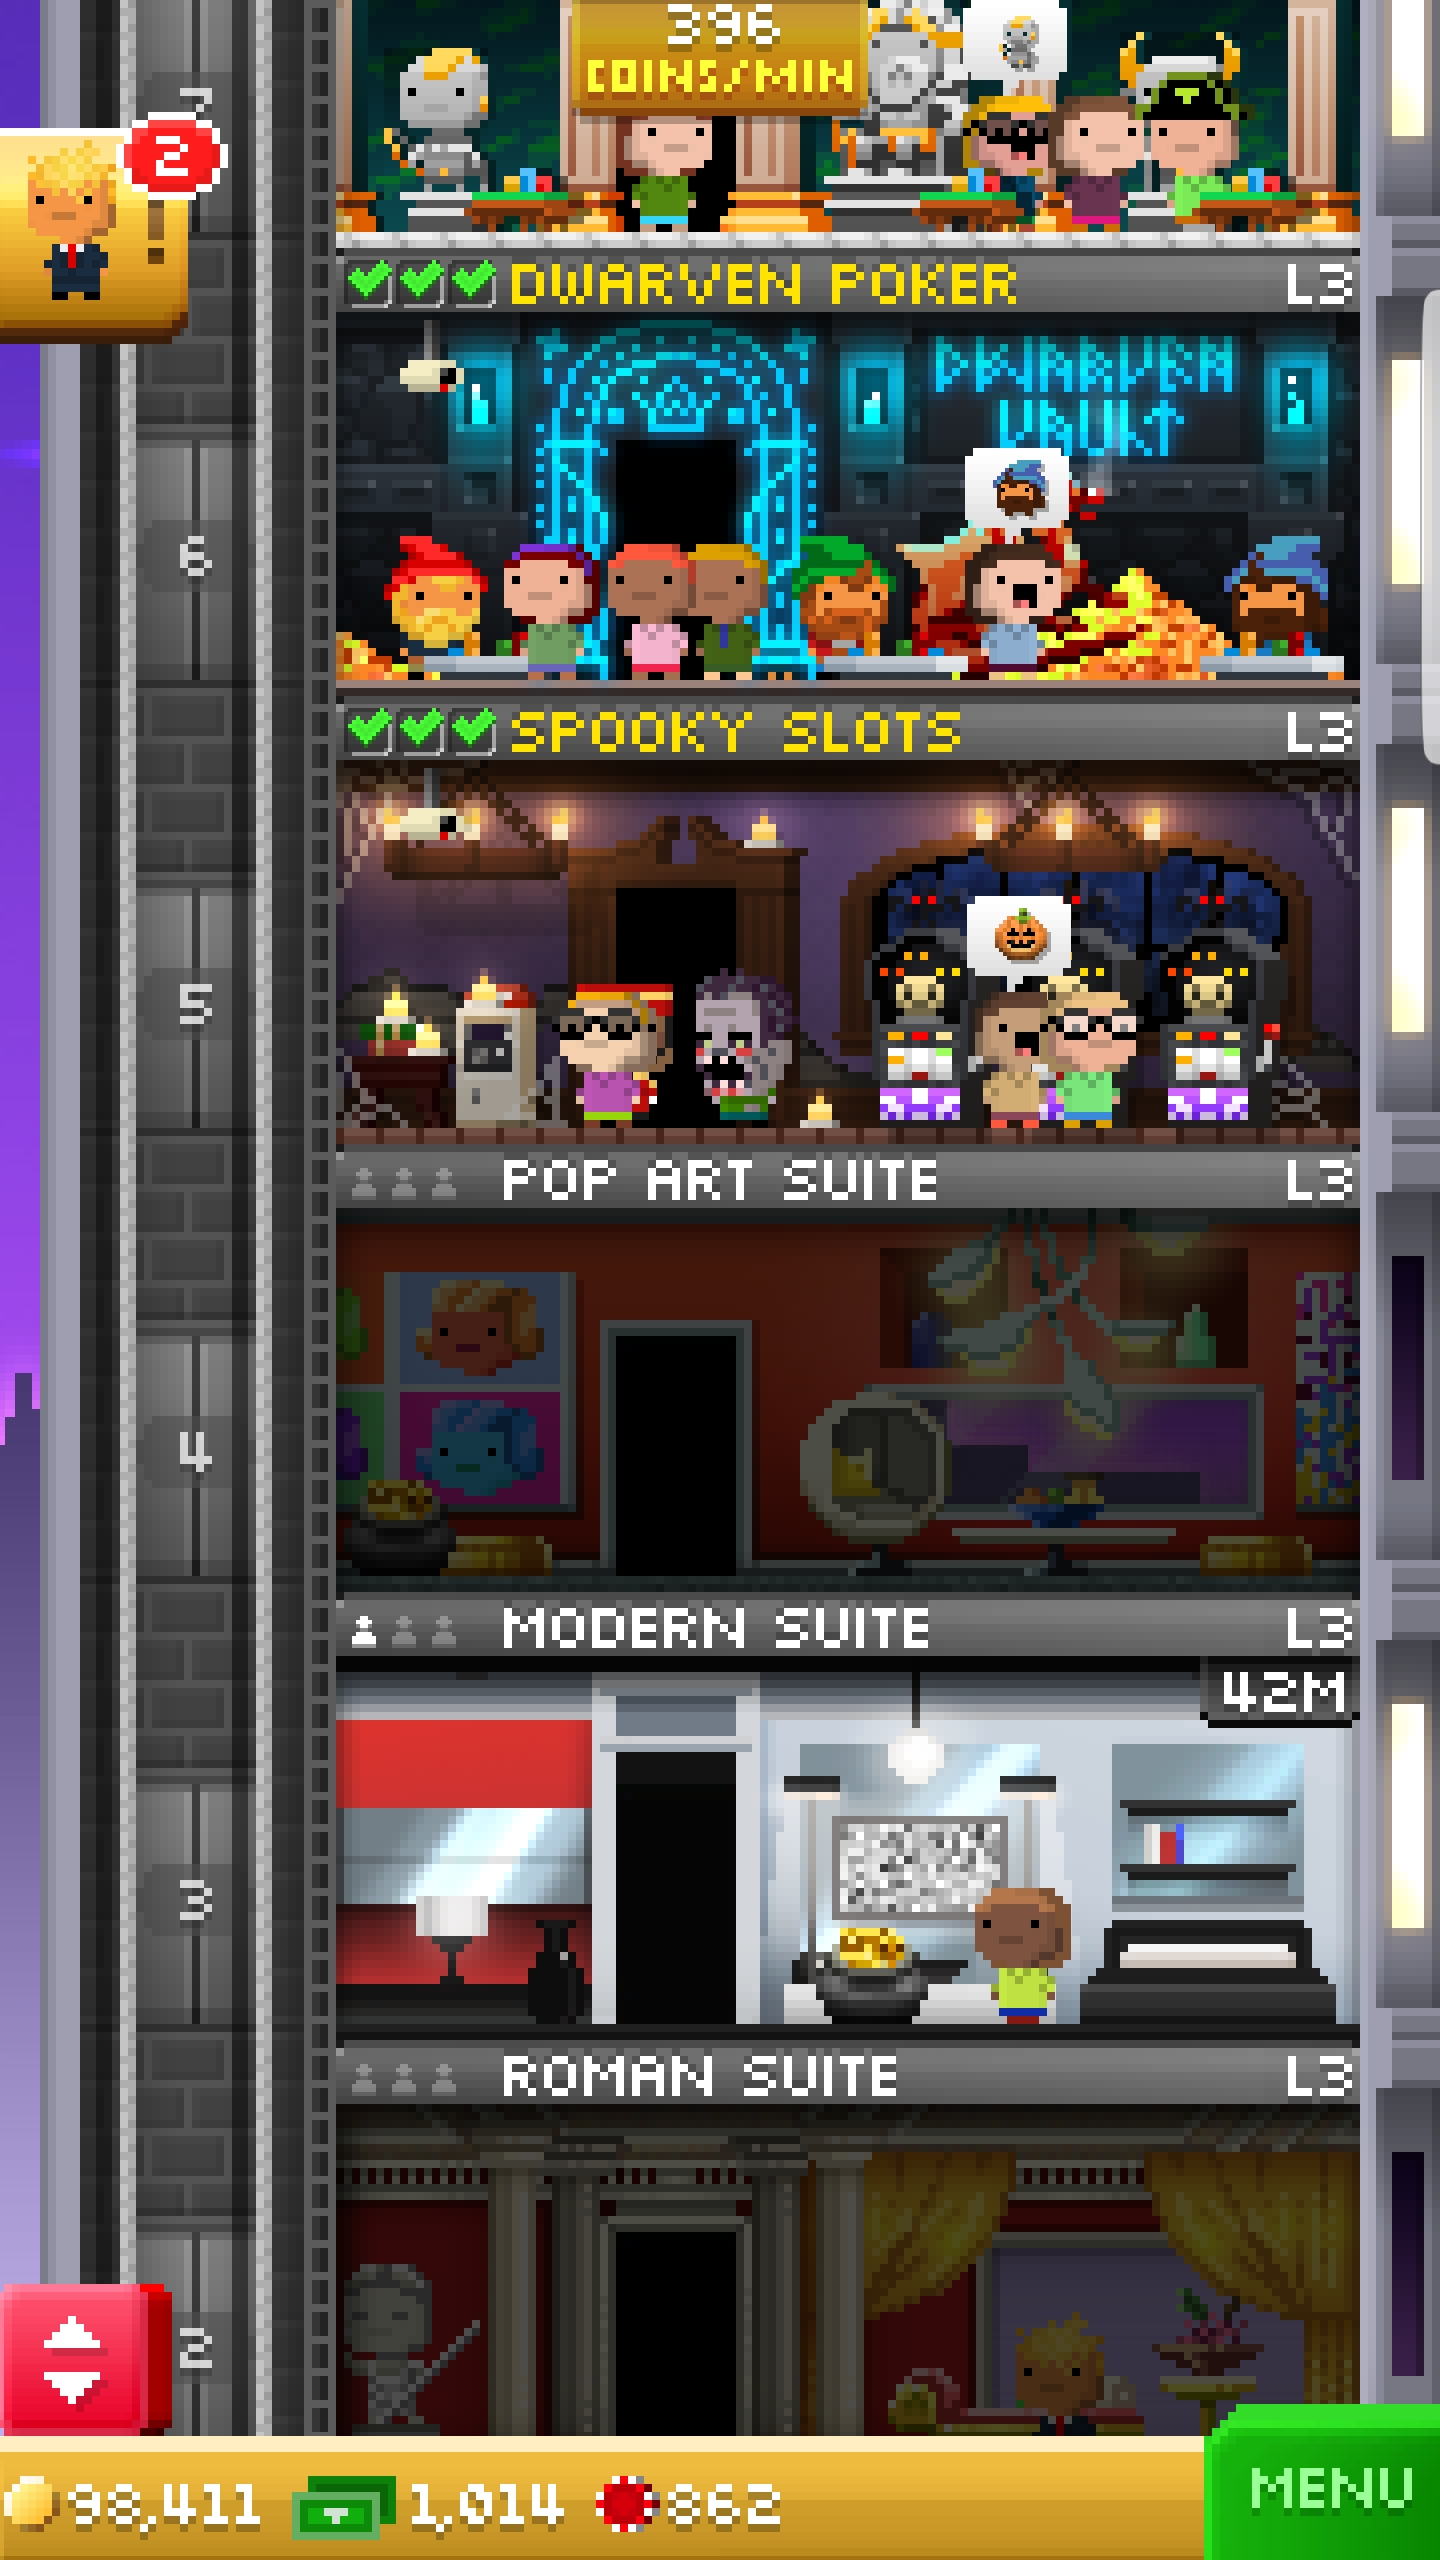 396
COINS/MIN
7
2
DWARVEN POKER L3
DWARVEN
VAULT
6
SPOOKY SLOTS L3
5
POP ART SUITE L3
4
MODERN SUITE L3
42M
3
ROMAN SUITE L3
2
98,411 1,014 862
MENU